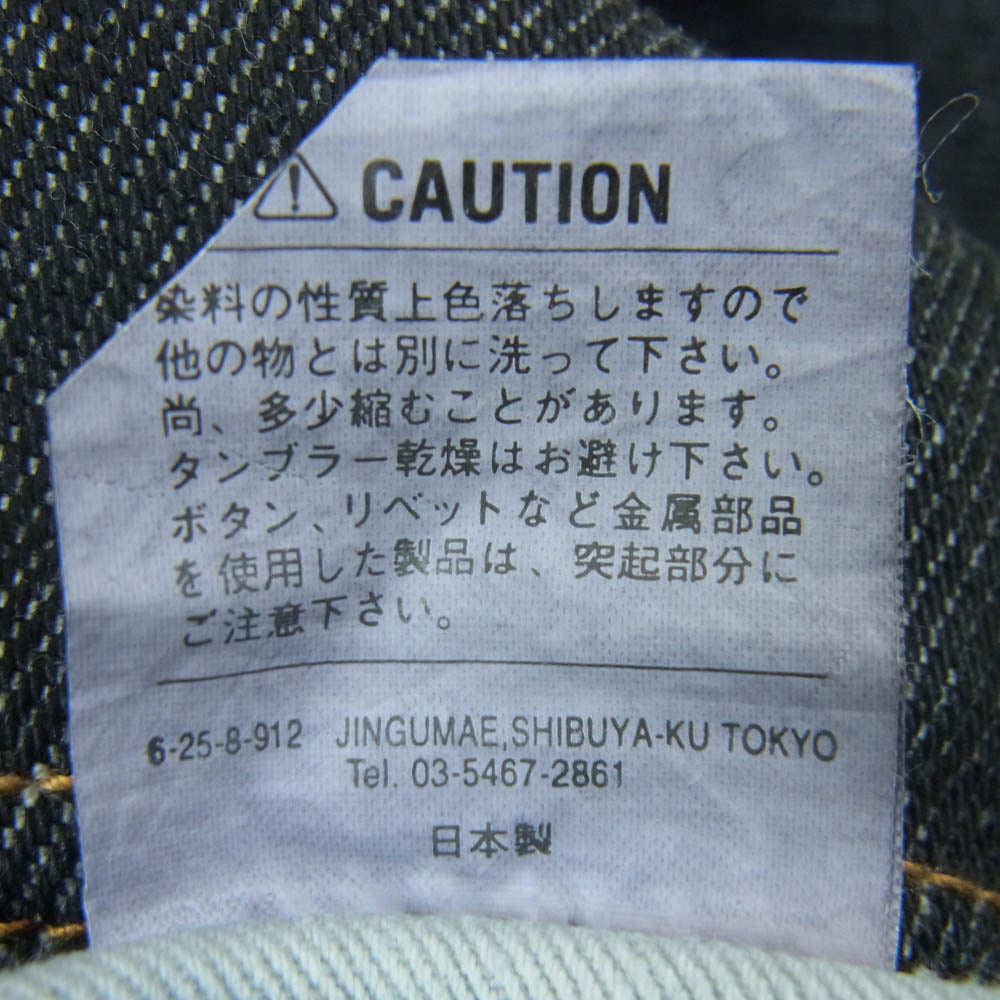 CAUTION
染料の性質上色落ちしますので
他の物とは別に洗って下さい。
尚、多少縮むことがあります。
タンブラー乾燥はお避け下さい。
ボタン、リベットなど金属部品
を使用した製品は、突起部分に
ご注意下さい。
6-25-8-912 JINGUMAE,SHIBUYA-KU TOKYO
Tel. 03-5467-2861
日本製